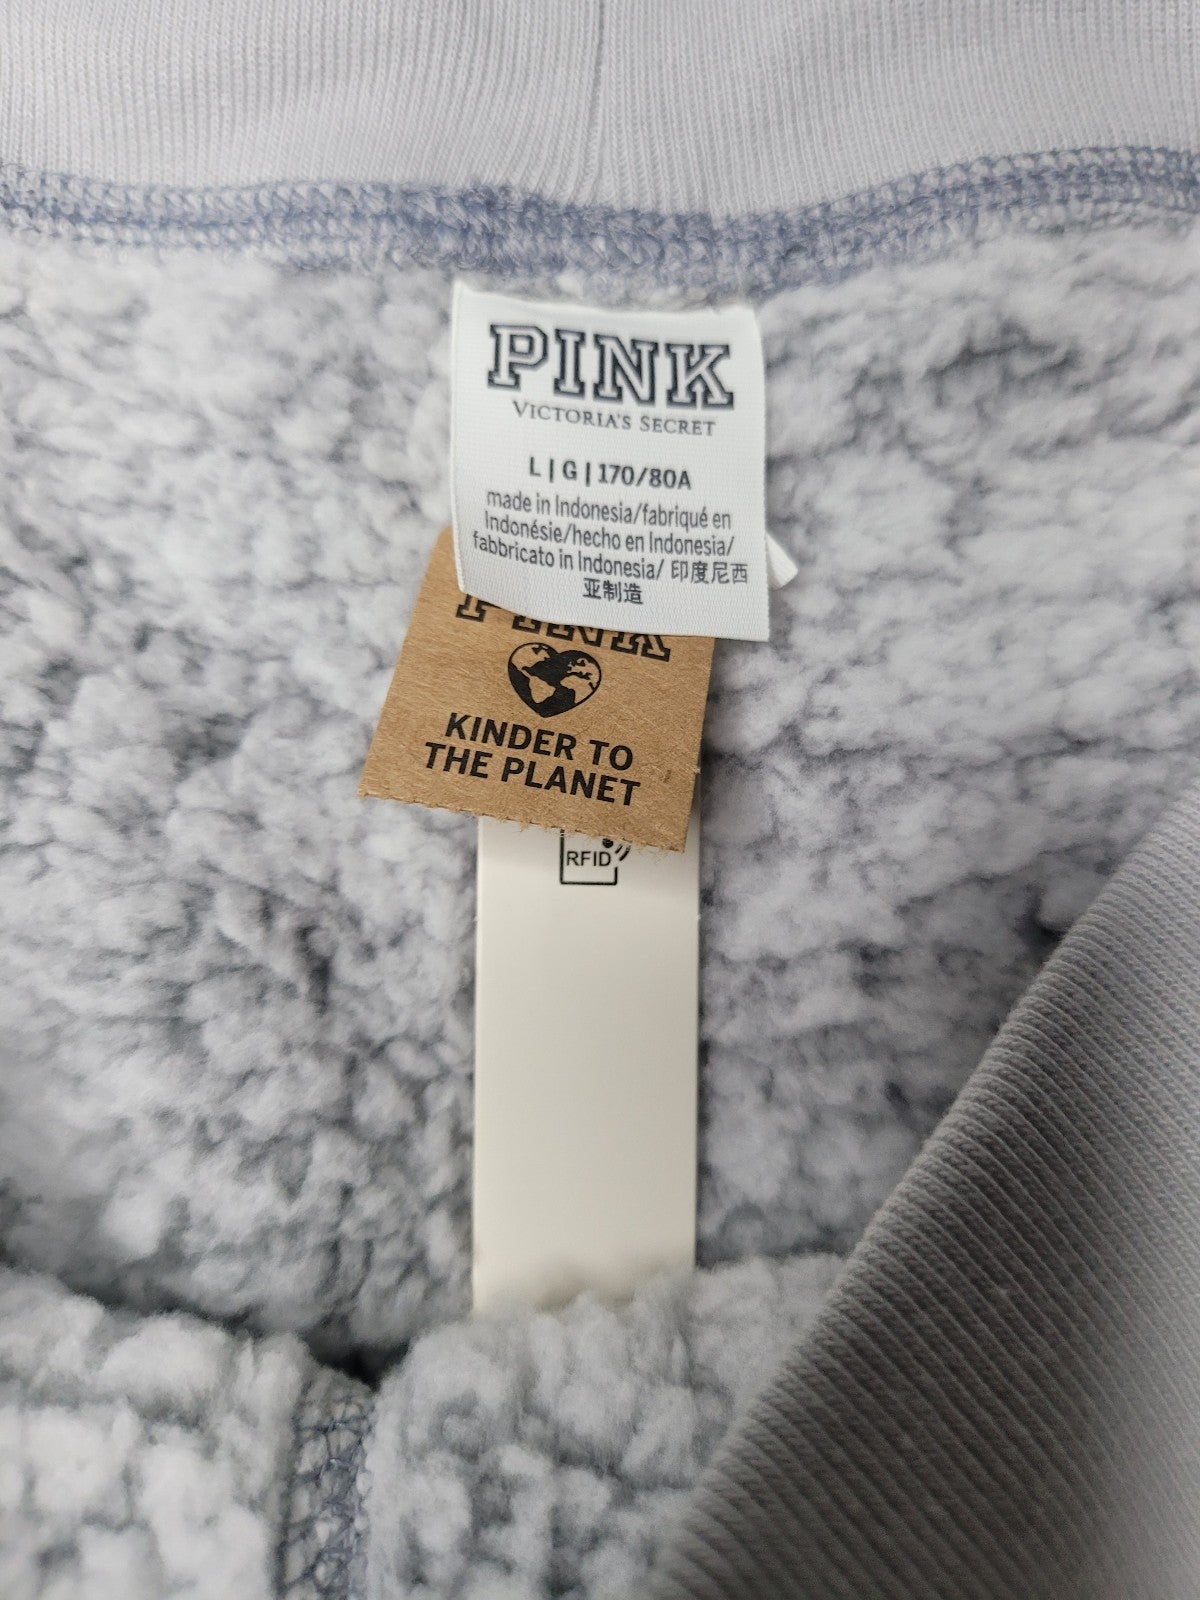 PINK
VICTORIA'S SECRET
L | G | 170/80A
made in Indonesia/fabriqué en
Indonésie/hecho en Indonesia/
fabbricato in Indonesia/ 印度尼西
亚制造
PINK
KINDER TO
THE PLANET
RFID